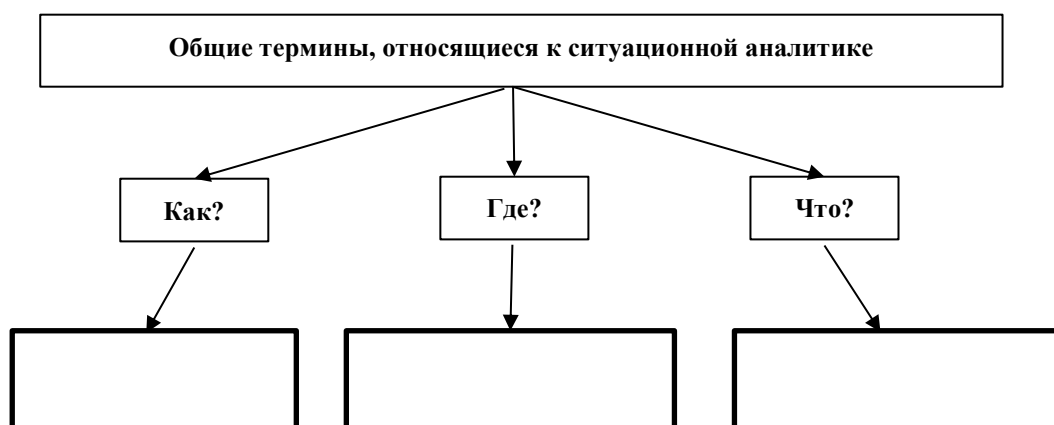 Общие термины, относящиеся к ситуационной аналитике
Как?
Где?
Что?